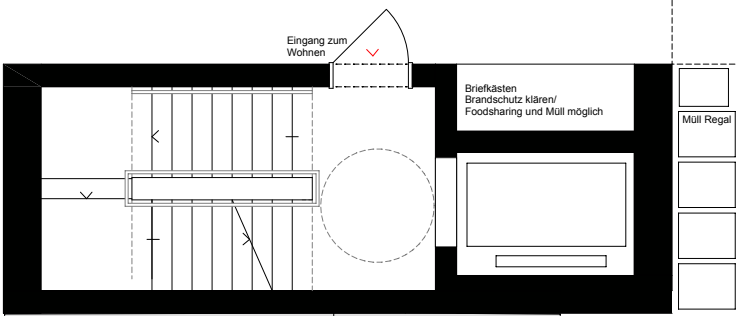 Eingang zum
Wohnen
Briefkästen
Brandschutz klären/
Foodsharing und Müll möglich
Müll Regal